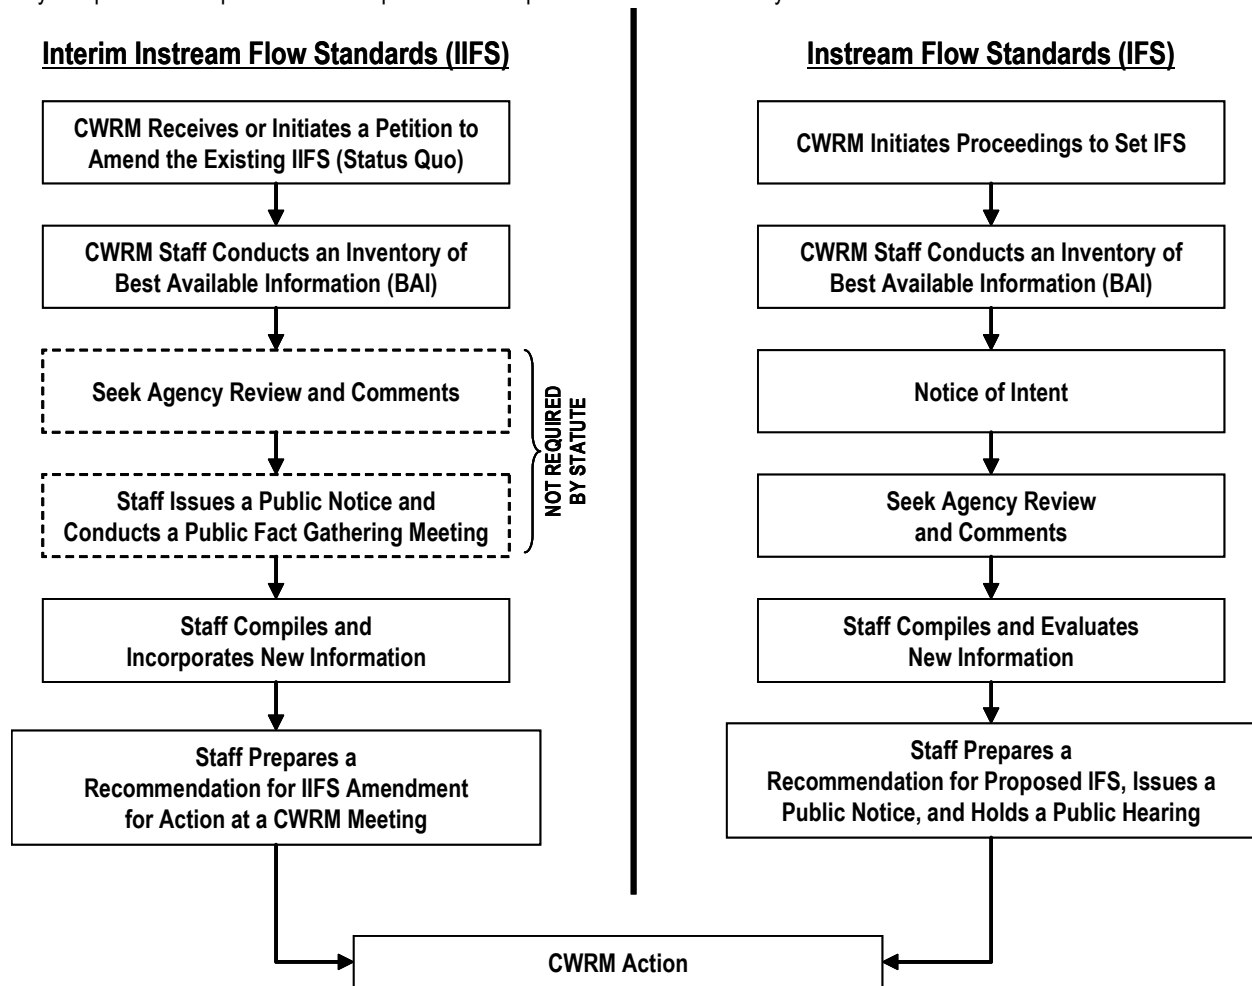 Interim Instream Flow Standards (IIFS)
CWRM Receives or Initiates a Petition to
Amend the Existing IIFS (Status Quo)
CWRM Staff Conducts an Inventory of
Best Available Information (BAI)
Seek Agency Review and Comments
Staff Issues a Public Notice and
Conducts a Public Fact Gathering Meeting
NOT REQUIRED
BY STATUTE
Staff Compiles and
Incorporates New Information
Staff Prepares a
Recommendation for IIFS Amendment
for Action at a CWRM Meeting
Instream Flow Standards (IFS)
CWRM Initiates Proceedings to Set IFS
CWRM Staff Conducts an Inventory of
Best Available Information (BAI)
Notice of Intent
Seek Agency Review
and Comments
Staff Compiles and Evaluates
New Information
Staff Prepares a
Recommendation for Proposed IFS, Issues a
Public Notice, and Holds a Public Hearing
CWRM Action